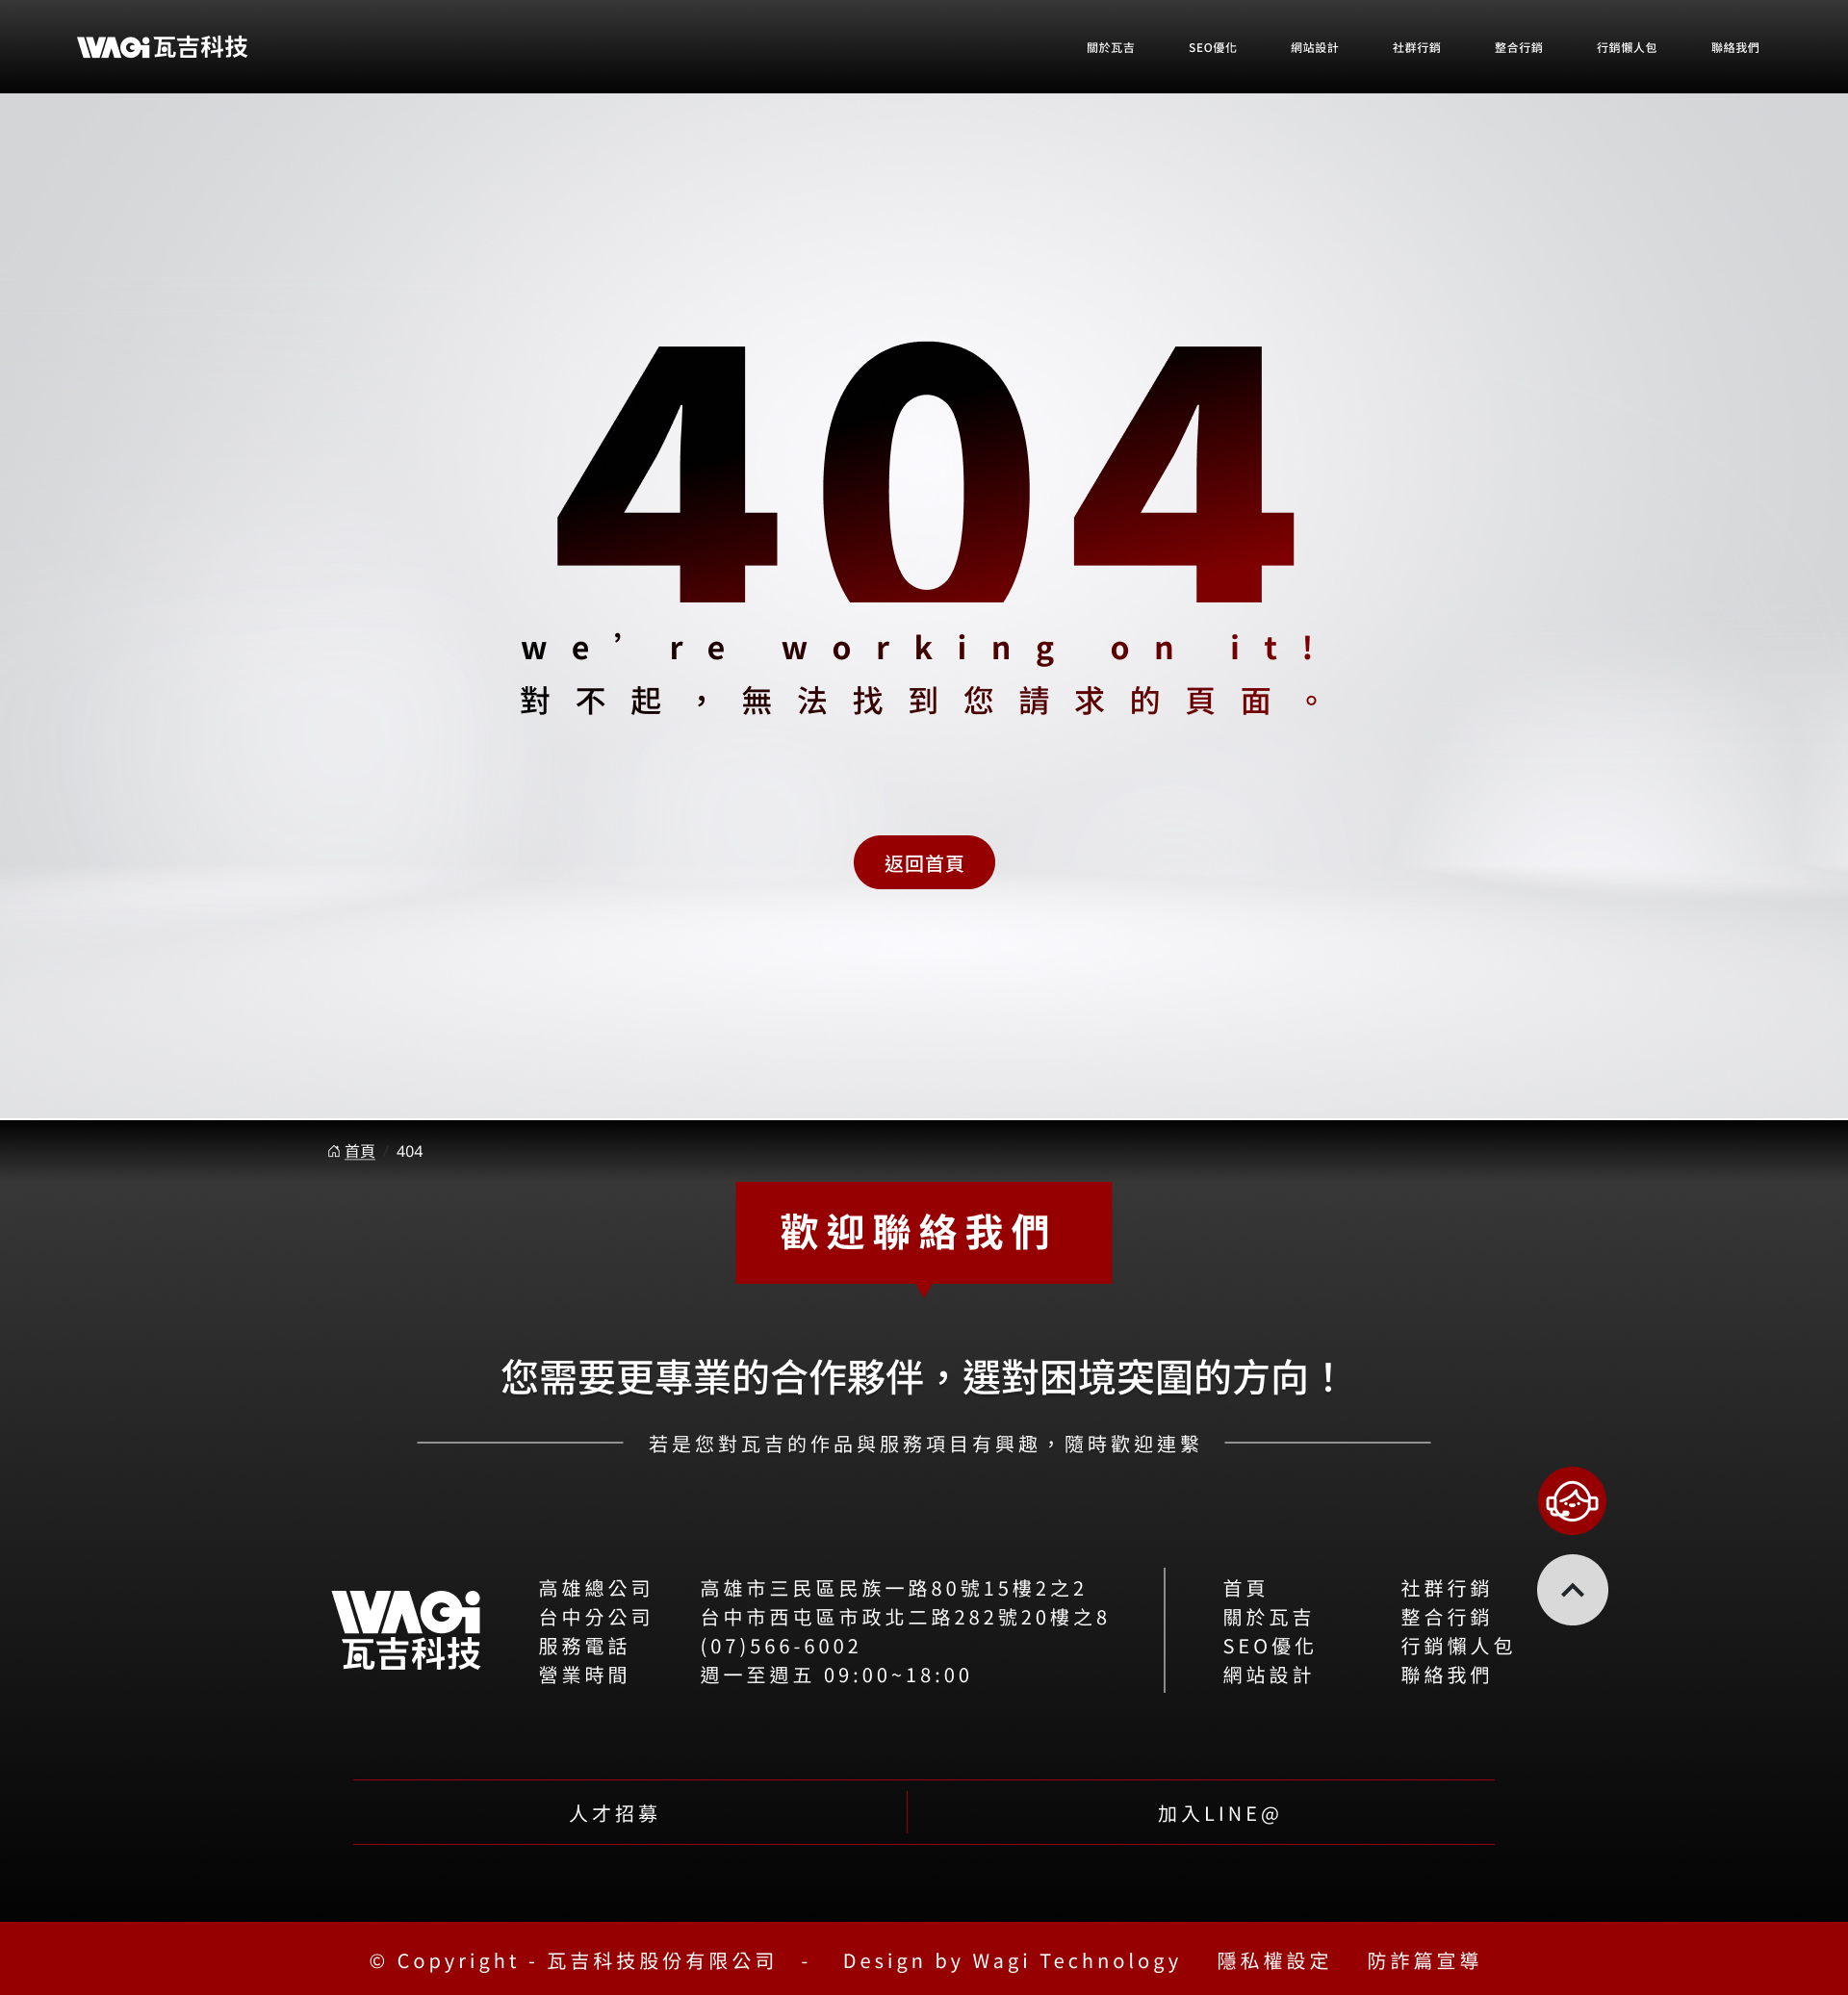 WAGi 瓦吉科技
關於瓦吉
SEO優化
網站設計
社群行銷
整合行銷
行銷懶人包
聯絡我們
404
we’re working on it!
對不起，無法找到您請求的頁面。
返回首頁
首頁 / 404
歡迎聯絡我們
您需要更專業的合作夥伴，選對困境突圍的方向！
若是您對瓦吉的作品與服務項目有興趣，隨時歡迎連繫
WAGi
瓦吉科技
高雄總公司 高雄市三民區民族一路80號15樓2之2
台中分公司 台中市西屯區市政北二路282號20樓之8
服務電話 (07)566-6002
營業時間 週一至週五 09:00~18:00
首頁
關於瓦吉
SEO優化
網站設計
社群行銷
整合行銷
行銷懶人包
聯絡我們
人才招募
加入LINE@
© Copyright - 瓦吉科技股份有限公司 - Design by Wagi Technology 隱私權設定 防詐篇宣導